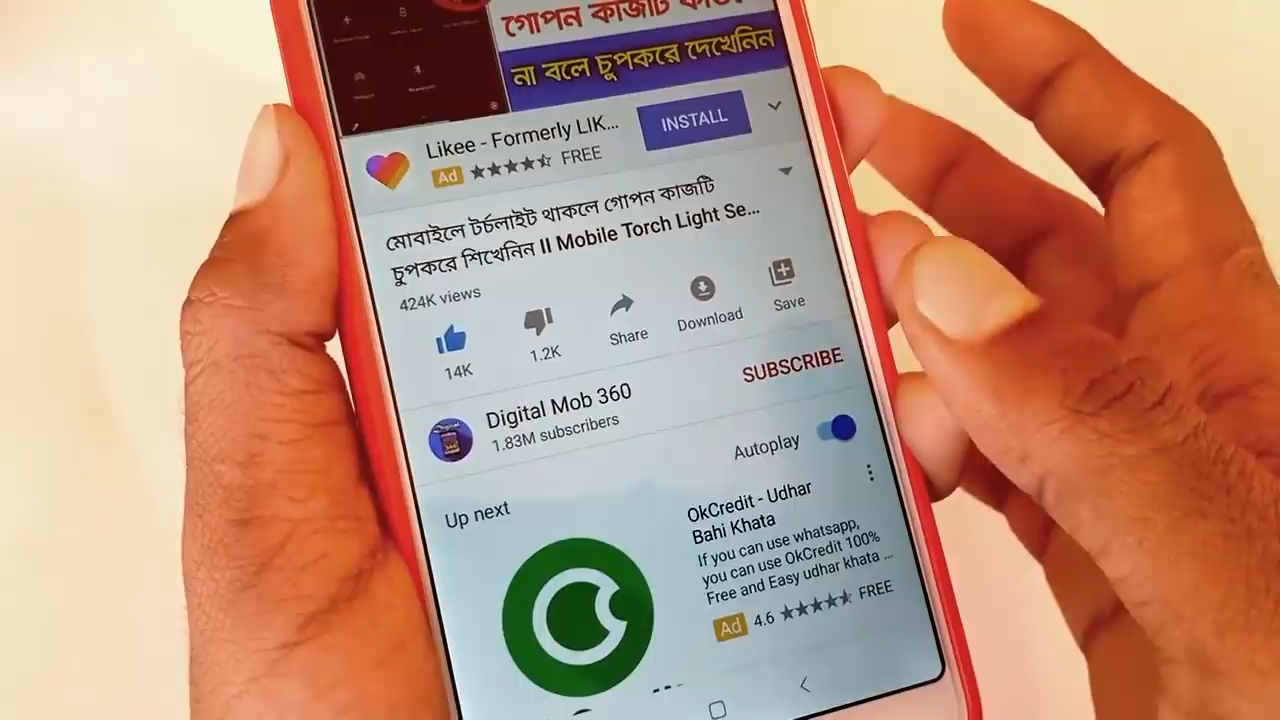 গোপন কাজটি
না বলে চুপকরে দেখেনিন
Likee - Formerly LIK...
INSTALL
Ad FREE
মোবাইলে টর্চলাইট থাকলে গোপন কাজটি
চুপকরে শিখেনিন II Mobile Torch Light Se...
424K views
14K
1.2K
Share
Download
Save
Digital Mob 360
SUBSCRIBE
1.83M subscribers
Autoplay
Up next
OkCredit - Udhar
Bahi Khata
If you can use whatsapp,
you can use OkCredit 100%
Free and Easy udhar khata ...
Ad 4.6 FREE